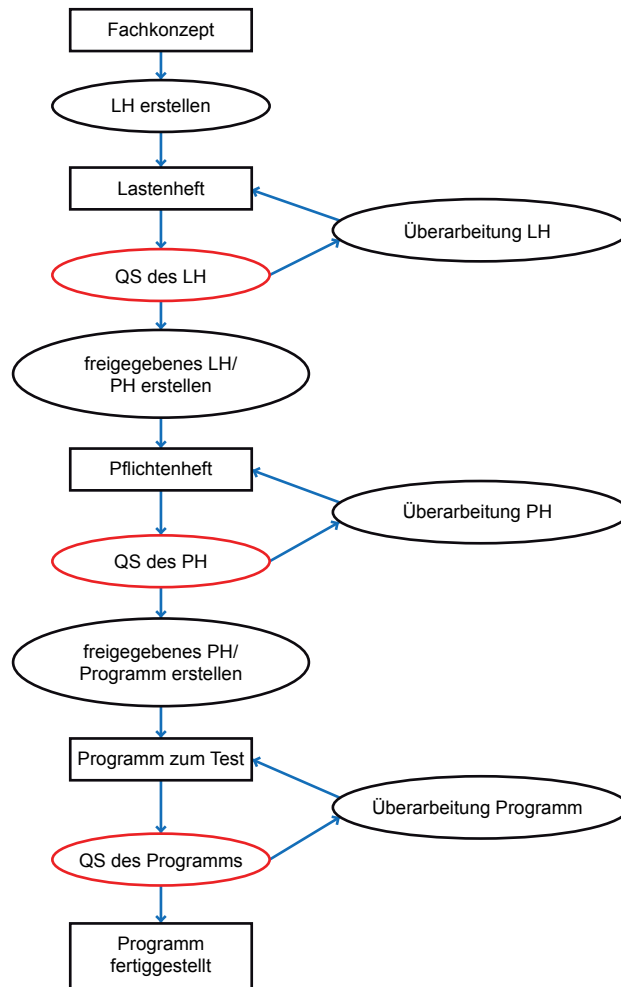 Fachkonzept
LH erstellen
Lastenheft
Überarbeitung LH
QS des LH
freigegebenes LH/
PH erstellen
Pflichtenheft
Überarbeitung PH
QS des PH
freigegebenes PH/
Programm erstellen
Programm zum Test
Überarbeitung Programm
QS des Programms
Programm
fertiggestellt